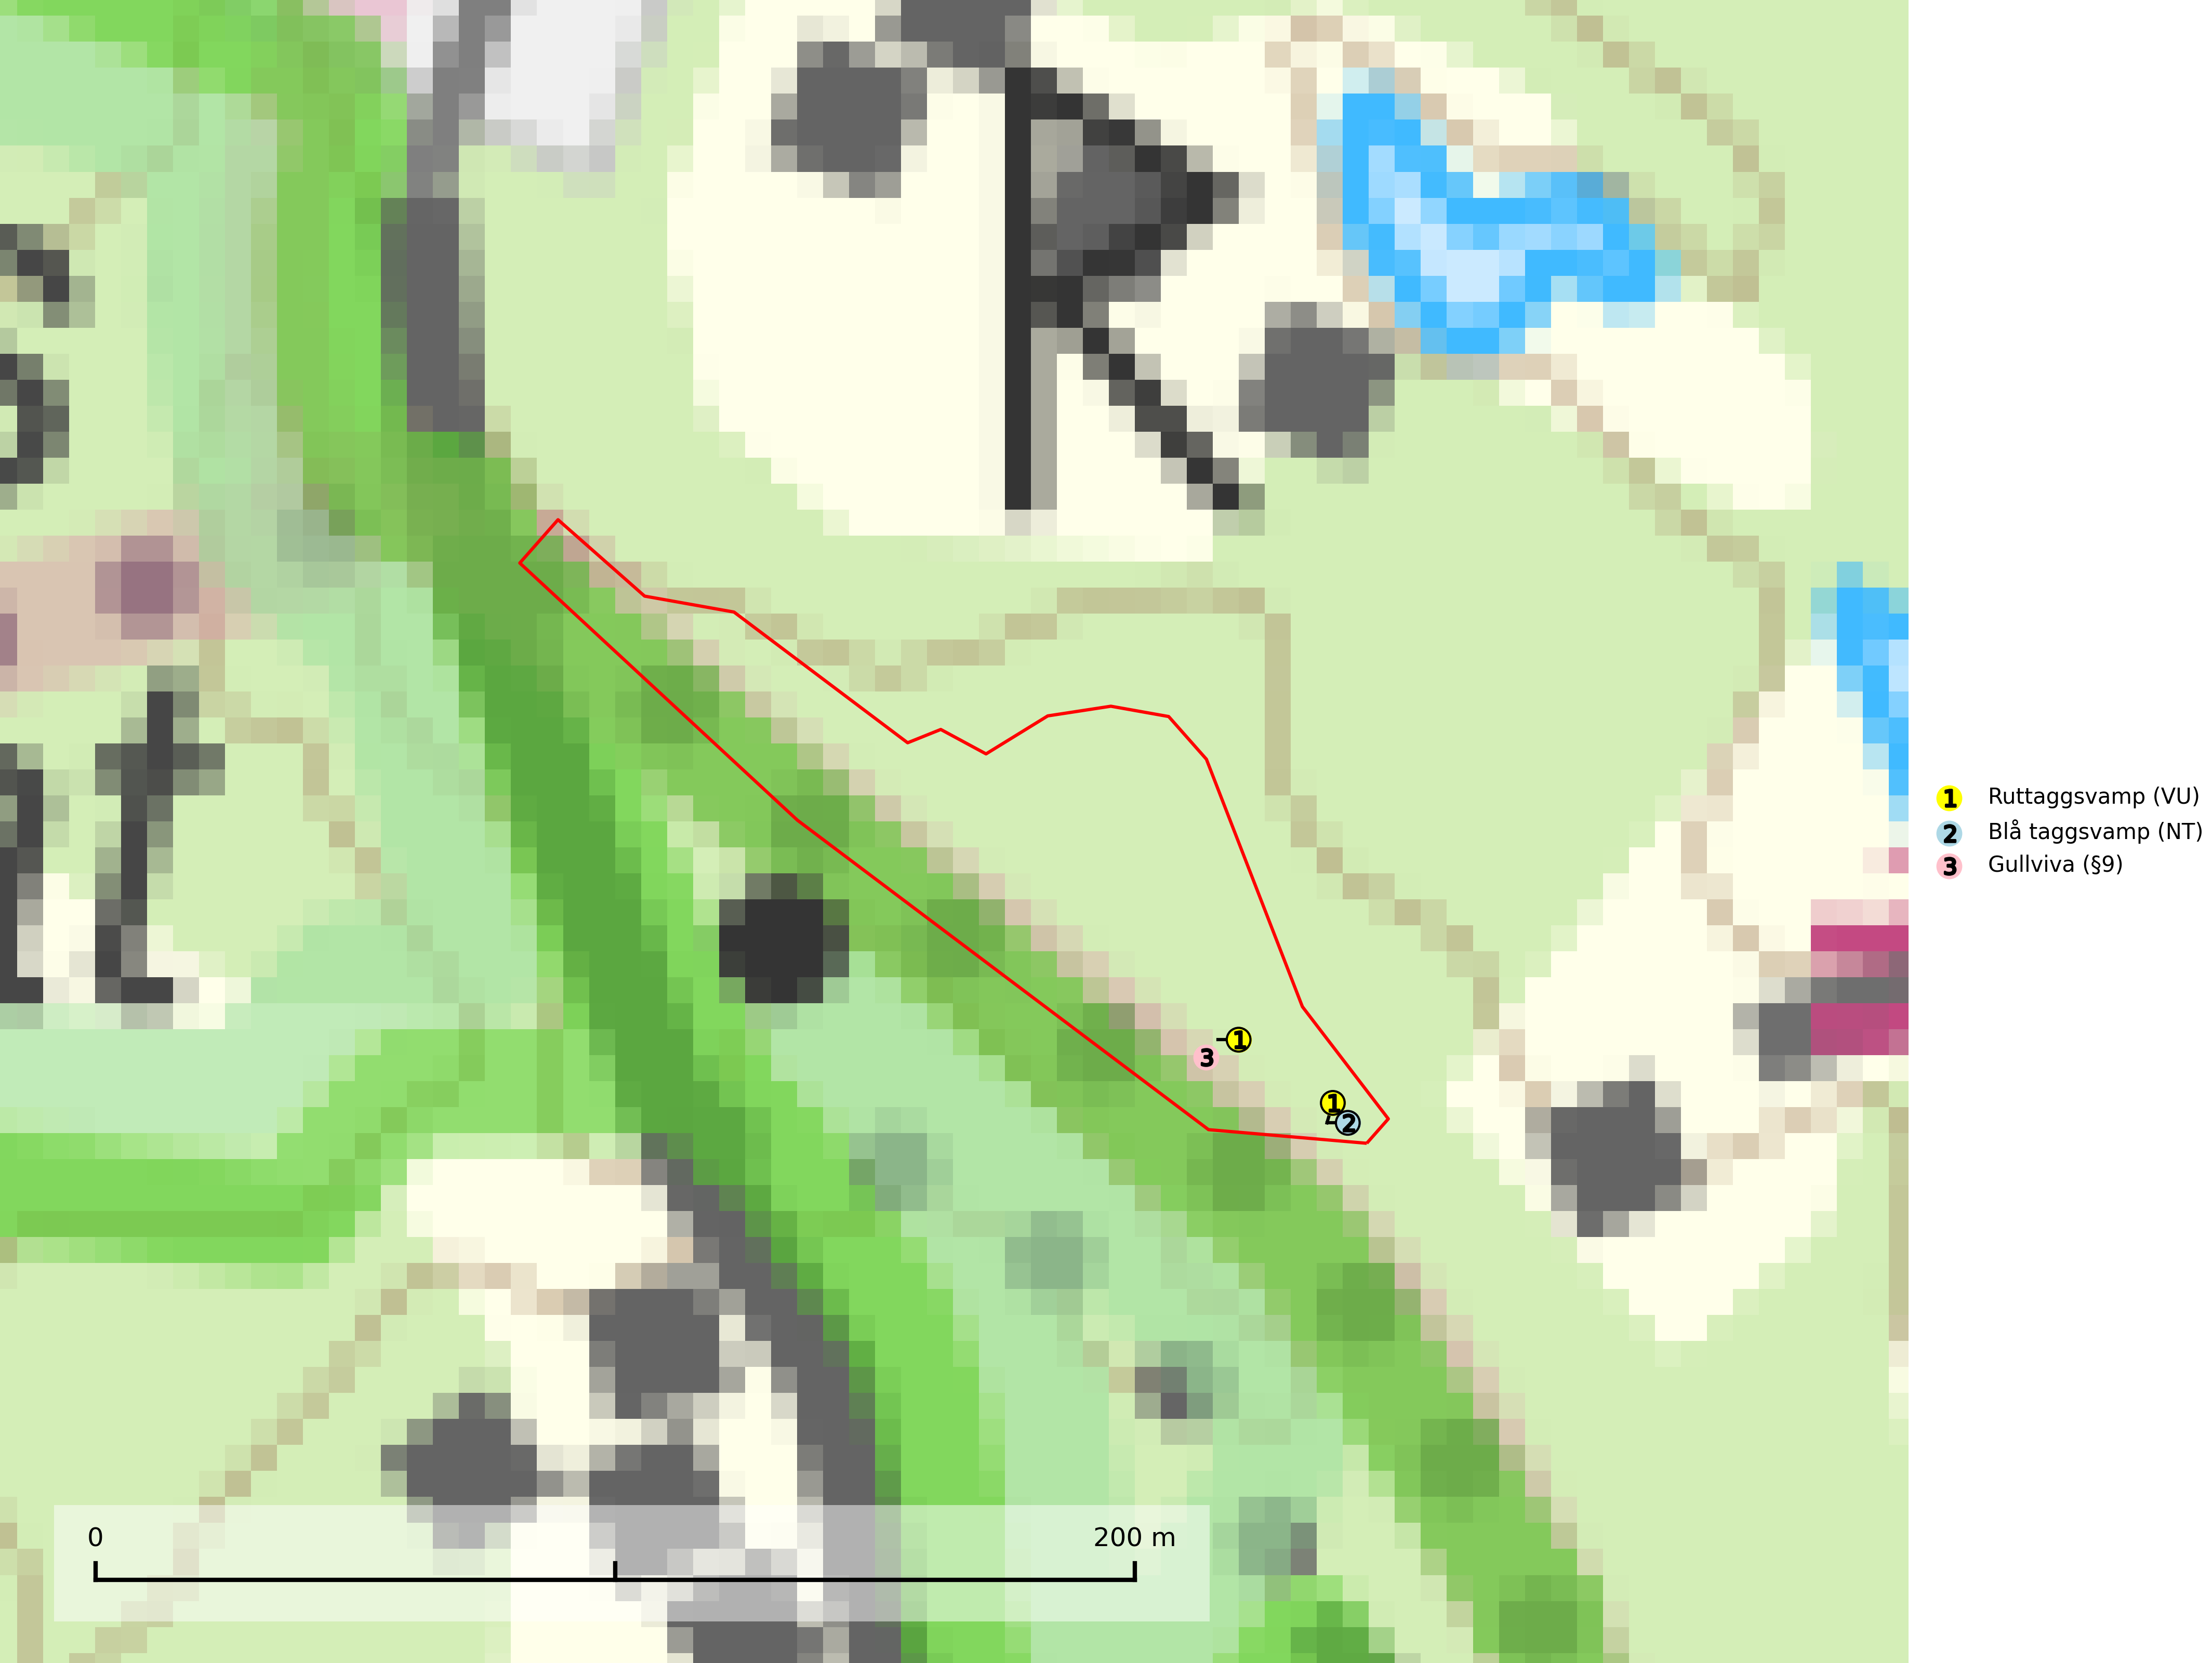 1
3
1
2
1 Ruttaggsvamp (VU)
2 Blå taggsvamp (NT)
3 Gullviva (§9)
0 200 m